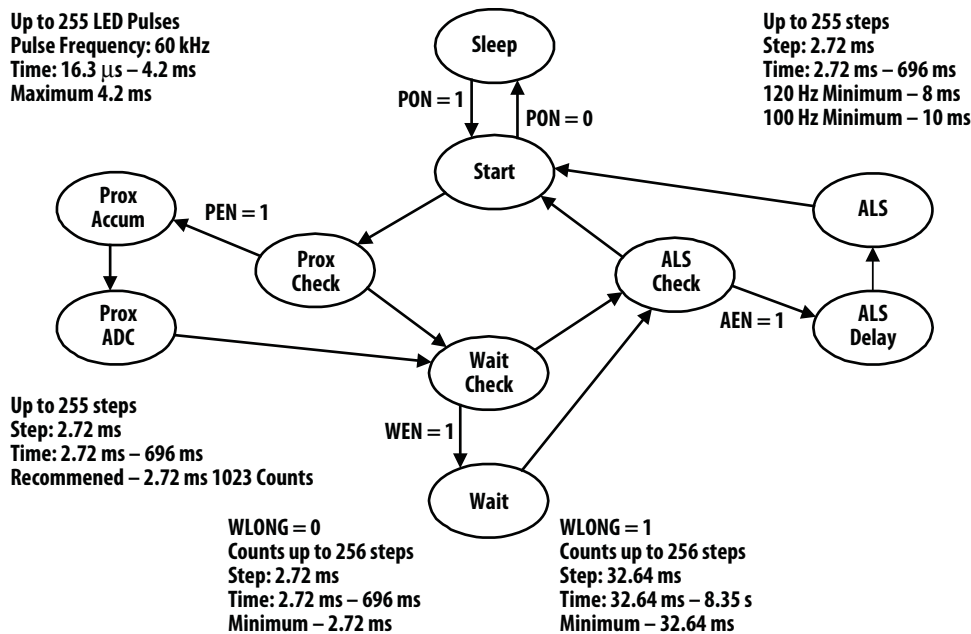 Up to 255 LED Pulses
Pulse Frequency: 60 kHz
Time: 16.3 μs – 4.2 ms
Maximum 4.2 ms
Up to 255 steps
Step: 2.72 ms
Time: 2.72 ms – 696 ms
120 Hz Minimum – 8 ms
100 Hz Minimum – 10 ms
Sleep
PON = 1
PON = 0
Start
Prox
Accum
PEN = 1
Prox
Check
ALS
ALS
Check
AEN = 1
ALS
Delay
Prox
ADC
Wait
Check
WEN = 1
Wait
Up to 255 steps
Step: 2.72 ms
Time: 2.72 ms – 696 ms
Recommened – 2.72 ms 1023 Counts
WLONG = 0
Counts up to 256 steps
Step: 2.72 ms
Time: 2.72 ms – 696 ms
Minimum – 2.72 ms
WLONG = 1
Counts up to 256 steps
Step: 32.64 ms
Time: 32.64 ms – 8.35 s
Minimum – 32.64 ms